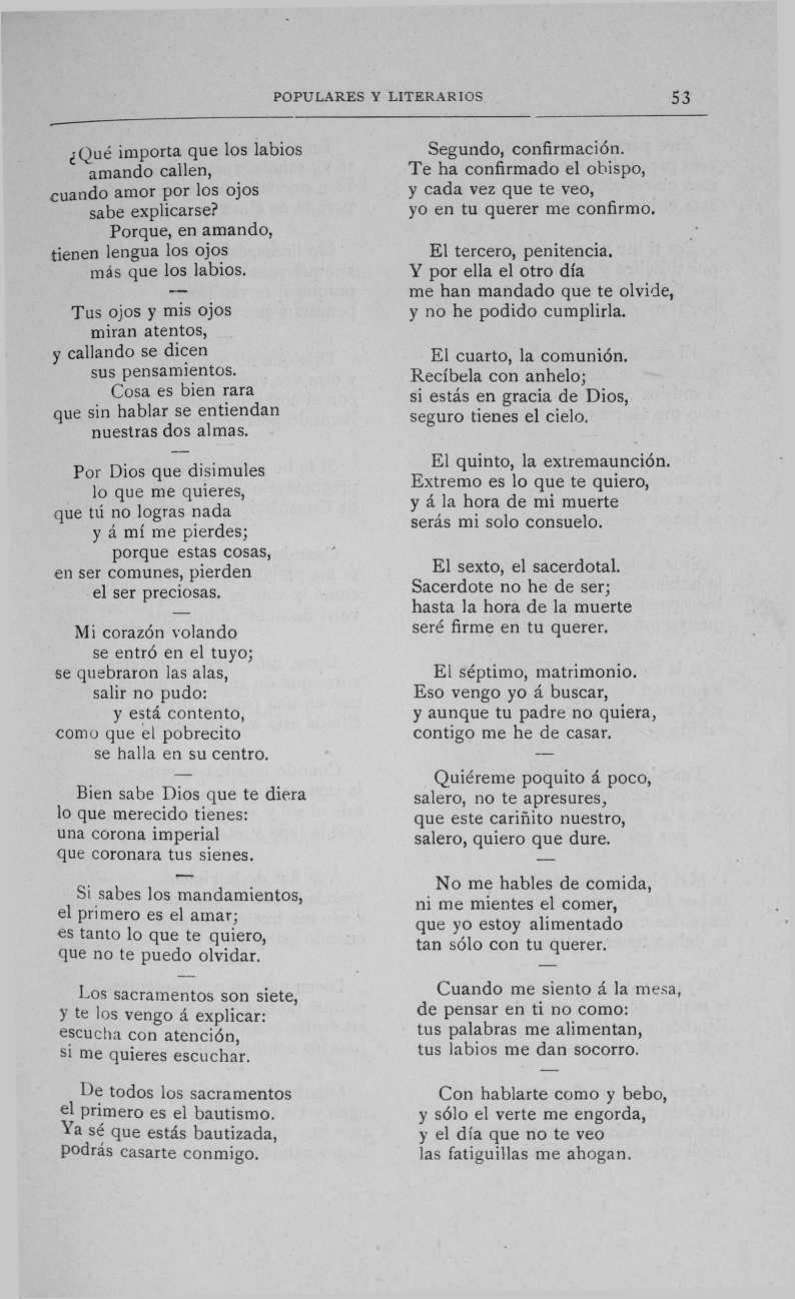 POPULARES Y LITERARIOS 53
¿Qué importa que los labios
amando callen,
cuando amor por los ojos
sabe explicarse?
Porque, en amando,
tienen lengua los ojos
más que los labios.
—
Tus ojos y mis ojos
miran atentos,
y callando se dicen
sus pensamientos.
Cosa es bien rara
que sin hablar se entiendan
nuestras dos almas.
—
Por Dios que disimules
lo que me quieres,
que tú no logras nada
y á mí me pierdes;
porque estas cosas,
en ser comunes, pierden
el ser preciosas.
—
Mi corazón volando
se entró en el tuyo;
se quebraron las alas,
salir no pudo:
y está contento,
como que el pobrecito
se halla en su centro.
—
Bien sabe Dios que te diera
lo que merecido tienes:
una corona imperial
que coronara tus sienes.
—
Si sabes los mandamientos,
el primero es el amar;
es tanto lo que te quiero,
que no te puedo olvidar.
—
Los sacramentos son siete,
y te los vengo á explicar:
escucha con atención,
si me quieres escuchar.
De todos los sacramentos
el primero es el bautismo.
Ya sé que estás bautizada,
podrás casarte conmigo.
Segundo, confirmación.
Te ha confirmado el obispo,
y cada vez que te veo,
yo en tu querer me confirmo.
El tercero, penitencia.
Y por ella el otro día
me han mandado que te olvide,
y no he podido cumplirla.
El cuarto, la comunión.
Recíbela con anhelo;
si estás en gracia de Dios,
seguro tienes el cielo.
El quinto, la extremaunción.
Extremo es lo que te quiero,
y á la hora de mi muerte
serás mi solo consuelo.
El sexto, el sacerdotal.
Sacerdote no he de ser;
hasta la hora de la muerte
seré firme en tu querer.
El séptimo, matrimonio.
Eso vengo yo á buscar,
y aunque tu padre no quiera,
contigo me he de casar.
—
Quiéreme poquito á poco,
salero, no te apresures,
que este cariñito nuestro,
salero, quiero que dure.
—
No me hables de comida,
ni me mientes el comer,
que yo estoy alimentado
tan sólo con tu querer.
—
Cuando me siento á la mesa,
de pensar en ti no como:
tus palabras me alimentan,
tus labios me dan socorro.
—
Con hablarte como y bebo,
y sólo el verte me engorda,
y el día que no te veo
las fatiguillas me ahogan.